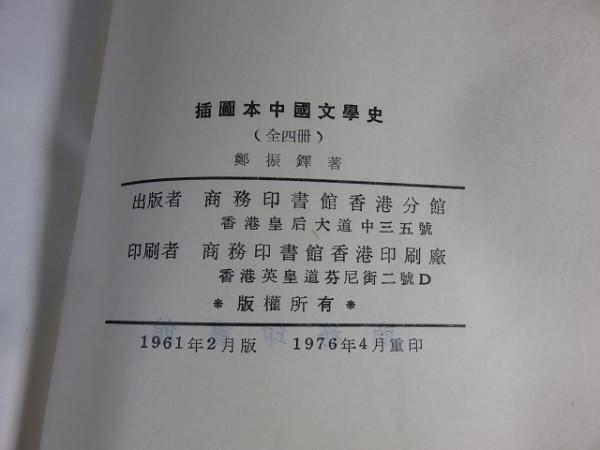 插圖本中國文學史
（全四册）
鄭振鐸著
出版者 商務印書館香港分館
香港皇后大道中三五號
印刷者 商務印書館香港印刷廠
香港英皇道芬尼街二號D
* 版權所有 *
1961年2月版 1976年4月重印